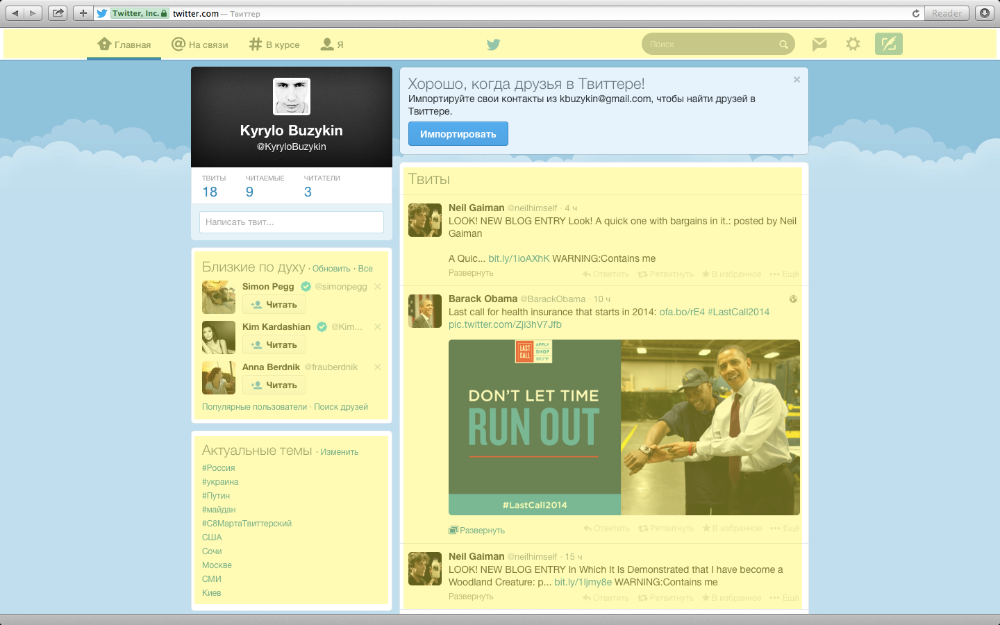 Twitter, Inc. twitter.com — Твиттер
Reader
Главная
На связи
В курсе
Я
Поиск
Kyrylo Buzykin
@KyryloBuzykin
ТВИТЫ ЧИТАЕМЫЕ ЧИТАТЕЛИ
18 9 3
Написать твит...
Близкие по духу · Обновить · Все
Simon Pegg @simonpegg
Читать
Kim Kardashian @Kim...
Читать
Anna Berdnik @frauberdnik
Читать
Популярные пользователи · Поиск друзей
Актуальные темы · Изменить
#Россия
#украина
#Путин
#майдан
#С8МартаТвиттерский
США
Сочи
Москве
СМИ
Киев
Хорошо, когда друзья в Твиттере!
Импортируйте свои контакты из kbuzykin@gmail.com, чтобы найти друзей в
Твиттере.
Импортировать
Твиты
Neil Gaiman @neilhimself · 4 ч
LOOK! NEW BLOG ENTRY Look! A quick one with bargains in it.: posted by Neil
Gaiman
A Quic... bit.ly/1ioAXhK WARNING:Contains me
Развернуть Ответить Ретвитнуть В избранное Ещё
Barack Obama @BarackObama · 10 ч
Last call for health insurance that starts in 2014: ofa.bo/rE4 #LastCall2014
pic.twitter.com/Zji3hV7Jfb
LAST CALL
APPLY
SHOP
BUY
DON'T LET TIME
RUN OUT
#LastCall2014
Развернуть Ответить Ретвитнуть В избранное Ещё
Neil Gaiman @neilhimself · 15 ч
LOOK! NEW BLOG ENTRY In Which It Is Demonstrated that I have become a
Woodland Creature: p... bit.ly/1ljmy8e WARNING:Contains me
Развернуть Ответить Ретвитнуть В избранное Ещё